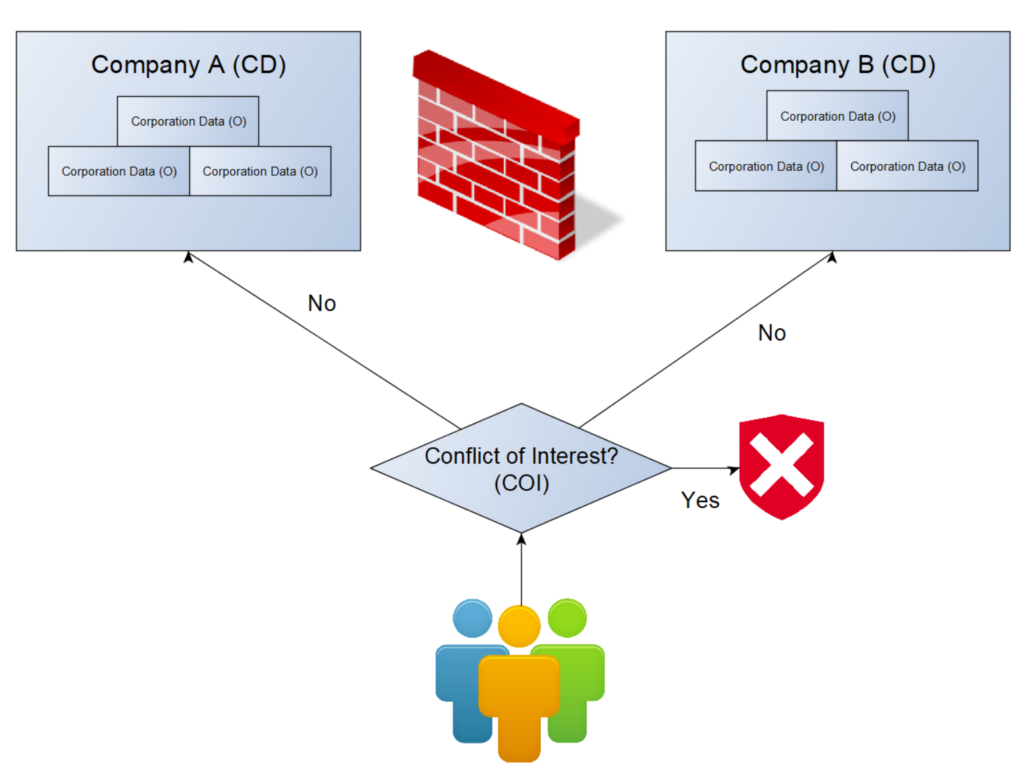 Company A (CD)
Corporation Data (O)
Corporation Data (O)
Corporation Data (O)
Company B (CD)
Corporation Data (O)
Corporation Data (O)
Corporation Data (O)
No
No
Conflict of Interest?
(COI)
Yes